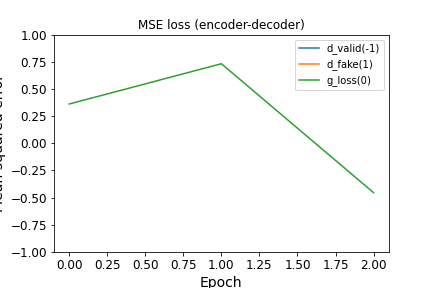 MSE loss (encoder-decoder)
1.00
0.75
0.50
0.25
0.00
−0.25
−0.50
−0.75
−1.00
d_valid(-1)
d_fake(1)
g_loss(0)
0.00 0.25 0.50 0.75 1.00 1.25 1.50 1.75 2.00
Epoch